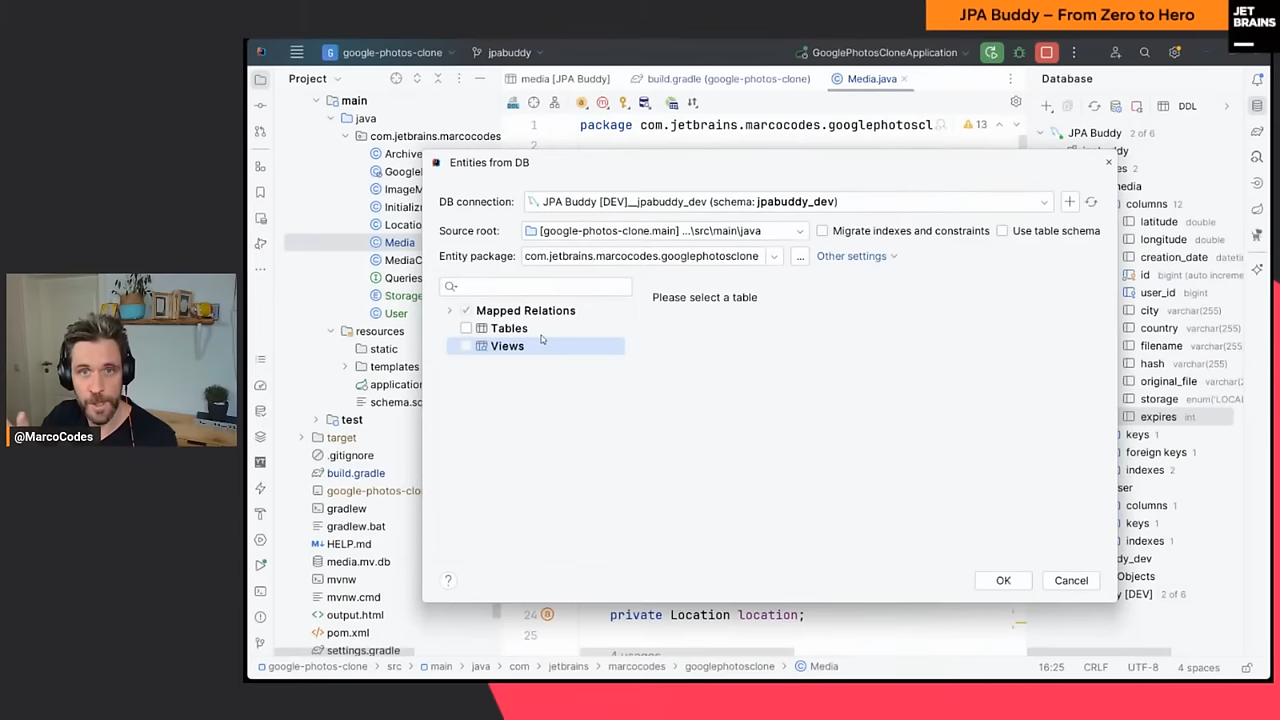 JPA Buddy – From Zero to Hero
JET
BRAINS
G google-photos-clone
jpabuddy
GooglePhotosCloneApplication
Project
media [JPA Buddy]
build.gradle (google-photos-clone)
Media.java
Database
main
java
com.jetbrains.marcocodes
Archive
Google
ImageM
Initializ
Locatio
Media
MediaC
Queries
Storage
User
resources
static
templates
application
schema.sc
test
target
.gitignore
build.gradle
google-photos-clo
gradlew
gradlew.bat
HELP.md
media.mv.db
mvnw
mvnw.cmd
output.html
pom.xml
settings.gradle
1
package com.jetbrains.marcocodes.googlephotoscl
13
2
DDL
JPA Buddy 2 of 6
Entities from DB
DB connection:
JPA Buddy [DEV]__jpabuddy_dev (schema: jpabuddy_dev)
Source root:
[google-photos-clone.main] ...\src\main\java
Migrate indexes and constraints
Use table schema
Entity package:
com.jetbrains.marcocodes.googlephotosclone
...
Other settings
Mapped Relations
Tables
Views
Please select a table
?
OK
Cancel
columns 12
latitude double
longitude double
creation_date datetim
id bigint (auto increme
user_id bigint
city varchar(255)
country varchar(255)
filename varchar(255)
hash varchar(255)
original_file varchar(2
storage enum('LOCAL
expires int
keys 1
foreign keys 1
indexes 2
ser
columns 1
keys 1
indexes 1
dy_dev
Objects
[DEV] 2 of 6
24
private Location location;
25
google-photos-clone
src
main
java
com
jetbrains
marcocodes
googlephotosclone
Media
16:25
CRLF
UTF-8
4 spaces
@MarcoCodes